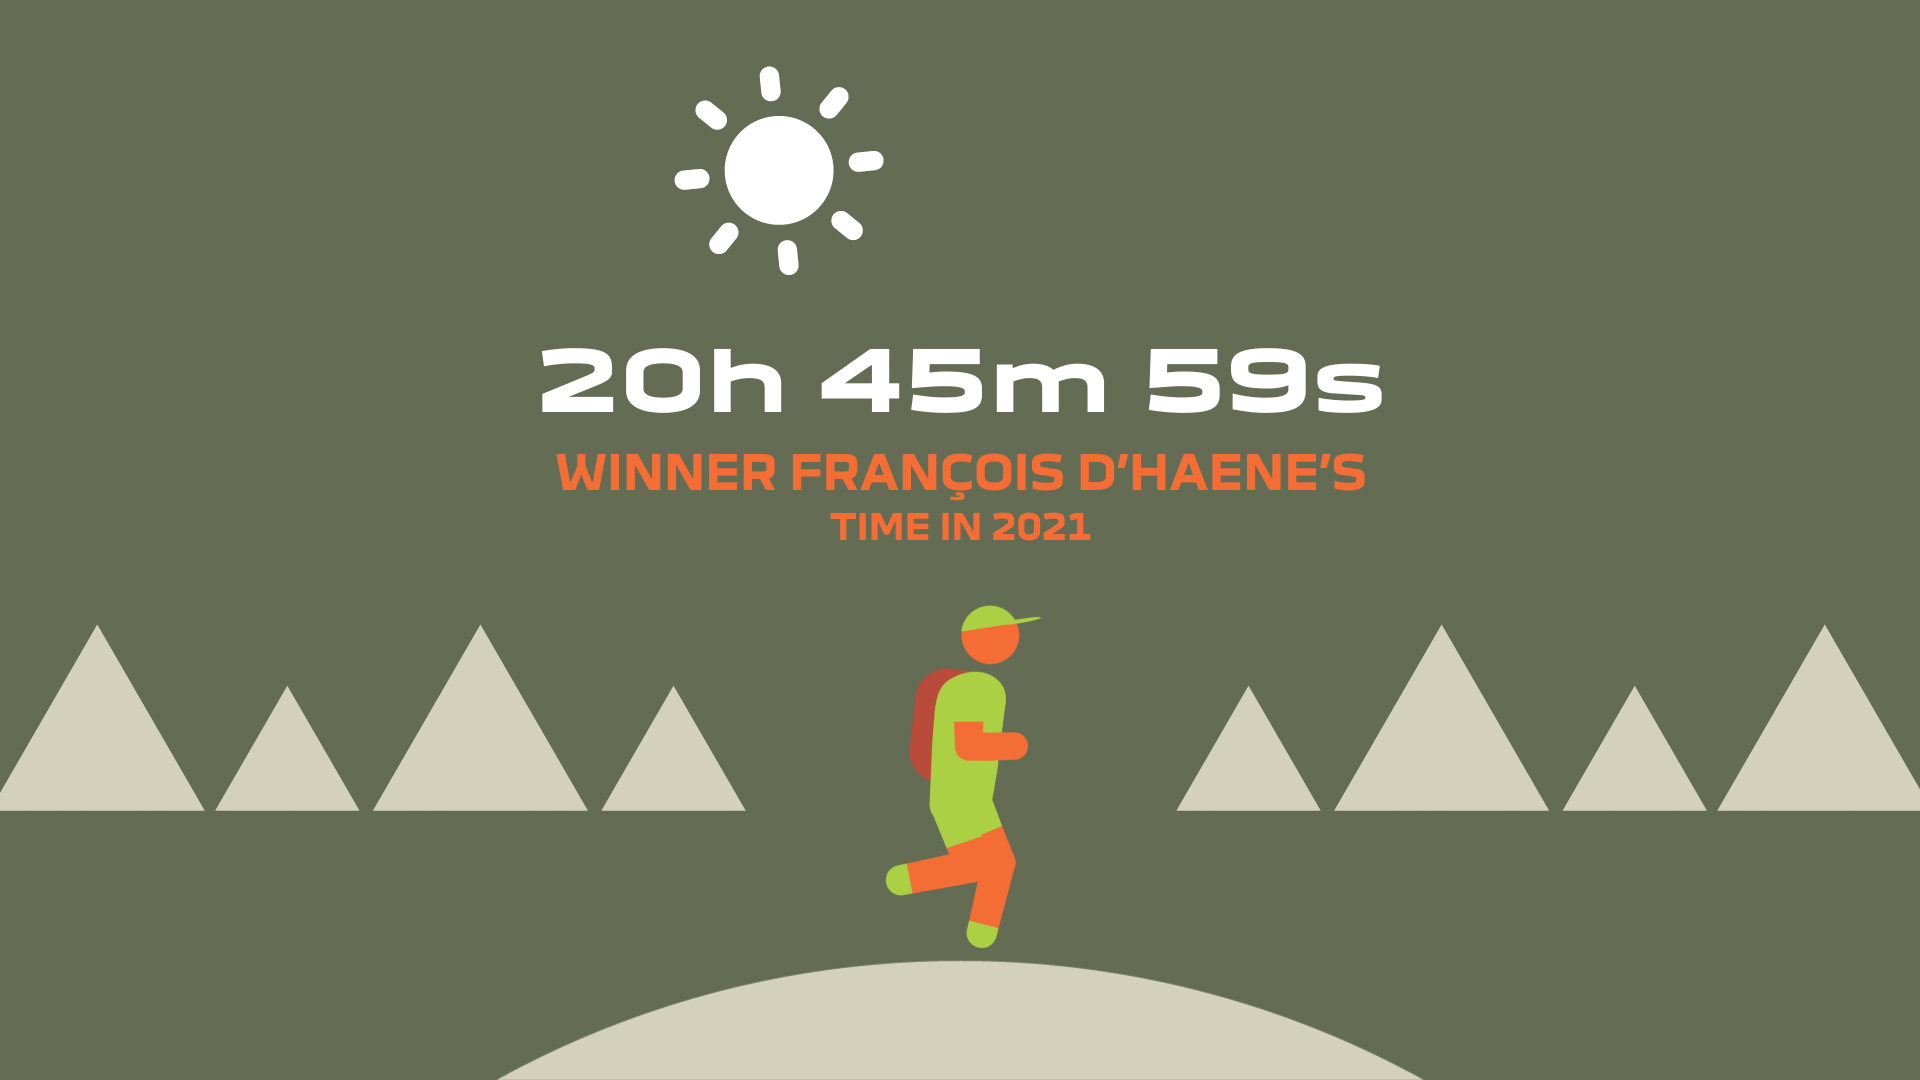 20h 45m 59s
WINNER FRANÇOIS D’HAENE’S
TIME IN 2021